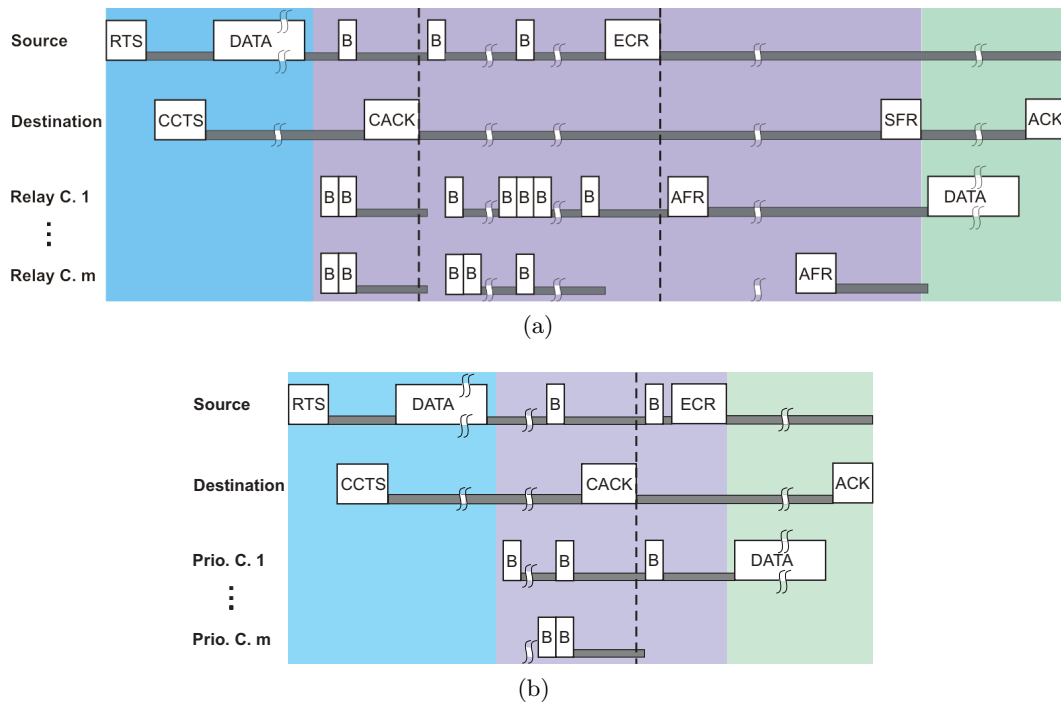 Source RTS DATA B B B ECR
Destination CCTS CACK SFR ACK
Relay C. 1 B B B B B B B AFR DATA
⋮
Relay C. m B B B B B AFR
(a)
Source RTS DATA B B ECR
Destination CCTS CACK ACK
Prio. C. 1 B B B DATA
⋮
Prio. C. m B B
(b)